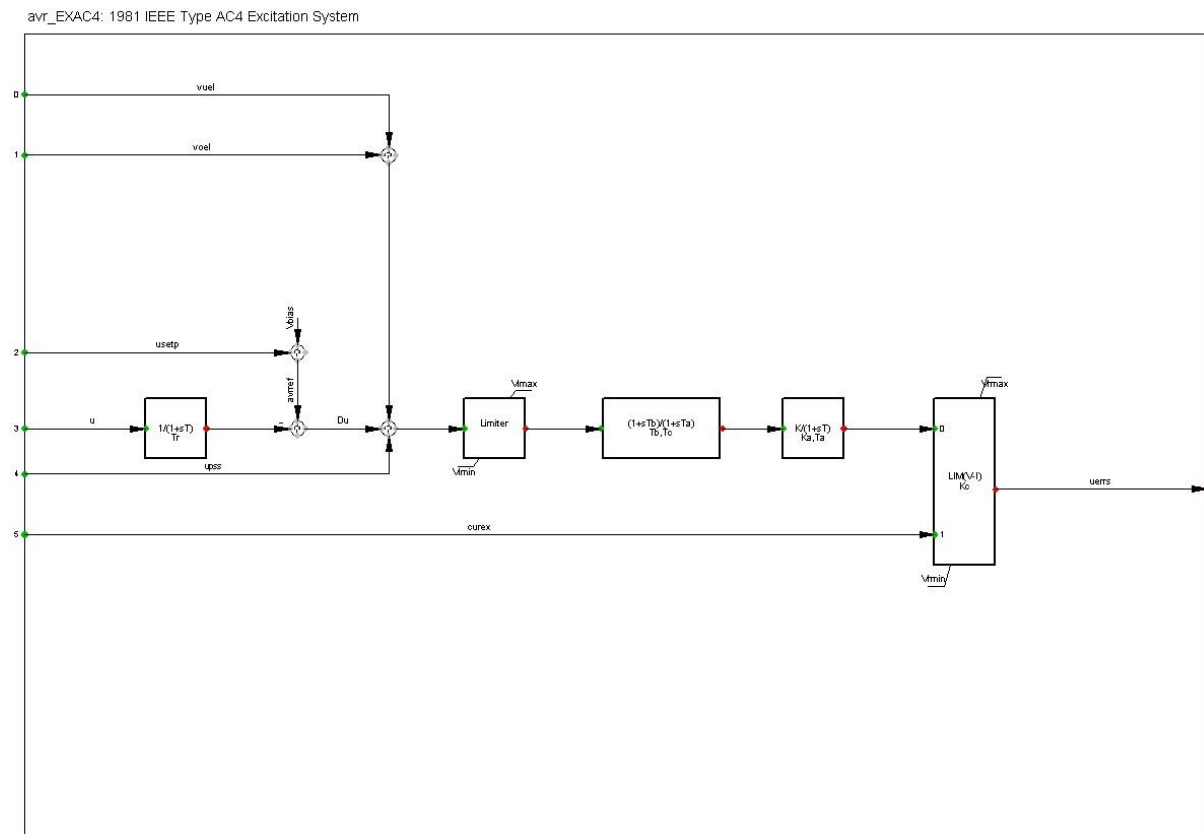 avr_EXAC4: 1981 IEEE Type AC4 Excitation System
0
vuel
1
voel
Vbias
2
usetp
avrref
Vimax
Vrmax
3
u
1/(1+sT)
Tr
-
Du
Limiter
(1+sTb)/(1+sTa)
Tb,Tc
K/(1+sT)
Ka,Ta
0
4
upss
Vimin
LIM(V-I)
Kc
uerrs
5
curex
1
Vrmin